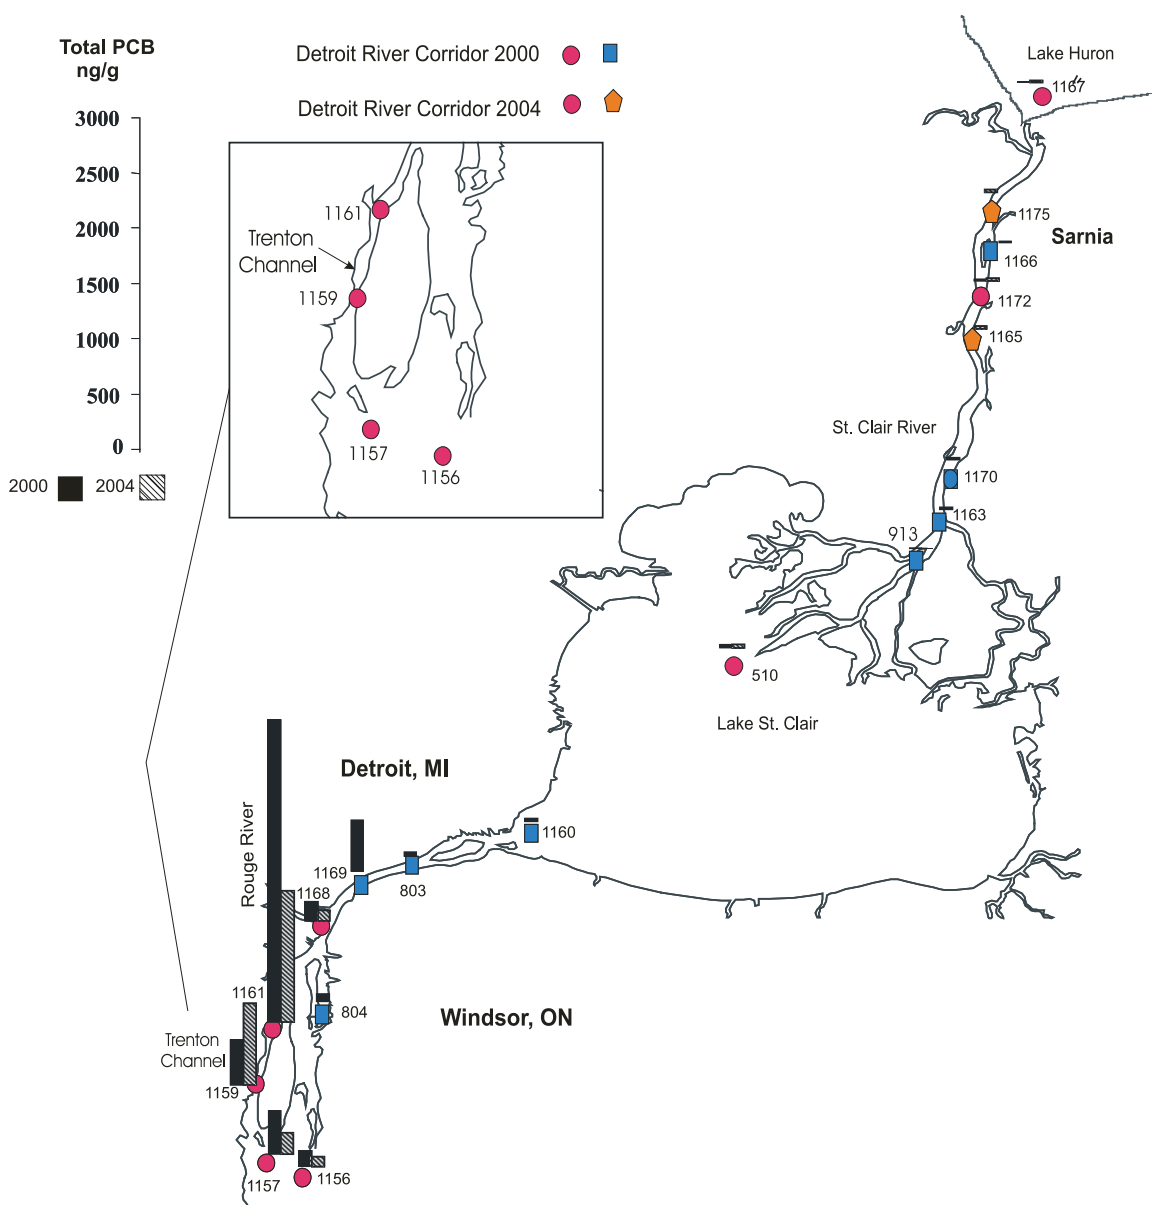 Total PCB
ng/g
3000
2500
2000
1500
1000
500
0
2000
2004
Detroit River Corridor 2000
Detroit River Corridor 2004
1161
Trenton
Channel
1159
1157
1156
Lake Huron
1167
1175
Sarnia
1166
1172
1165
St. Clair River
1170
1163
913
510
Lake St. Clair
Detroit, MI
Rouge River
1160
1169
803
1168
1161
804
Windsor, ON
Trenton
Channel
1159
1157
1156